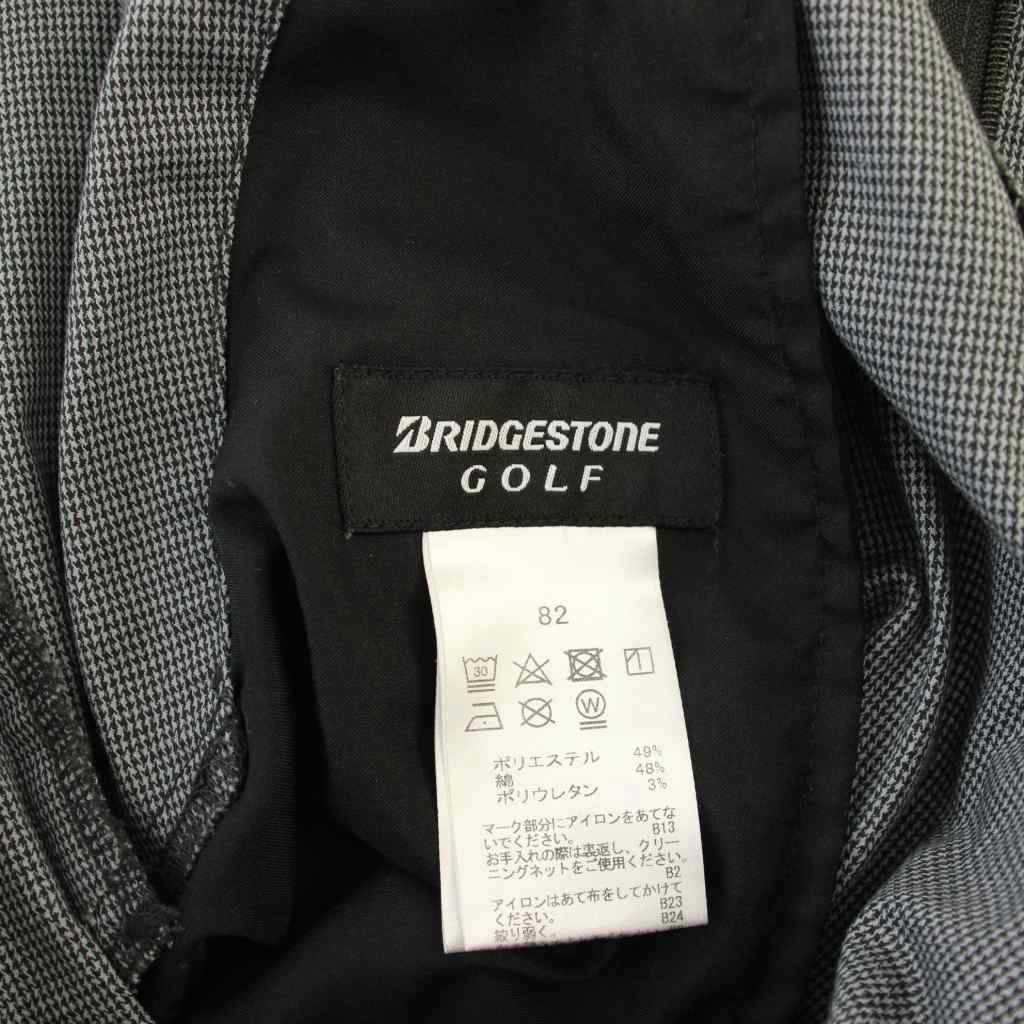 BRIDGESTONE
GOLF
82
30
W
ポリエステル 49%
綿 48%
ポリウレタン 3%
マーク部分にアイロンをあてな
いでください。 B13
お手入れの際は裏返し、クリー
ニングネットをご使用ください。
B2
アイロンはあて布をしてかけて
ください。 B23
絞り弱く。 B24